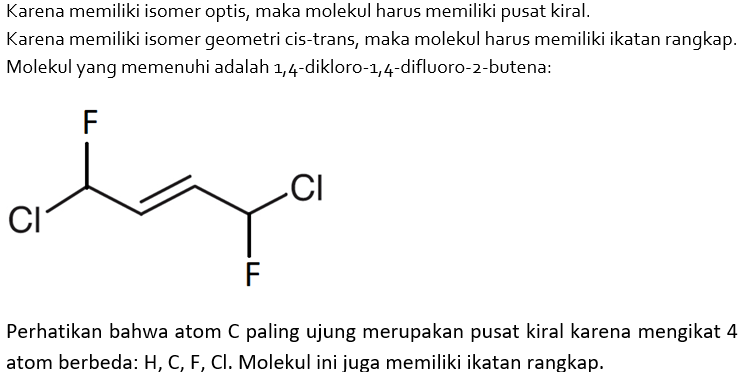 Karena memiliki isomer optis, maka molekul harus memiliki pusat kiral.
Karena memiliki isomer geometri cis-trans, maka molekul harus memiliki ikatan rangkap.
Molekul yang memenuhi adalah 1,4-dikloro-1,4-difluoro-2-butena:
F
Cl
Cl
F
Perhatikan bahwa atom C paling ujung merupakan pusat kiral karena mengikat 4
atom berbeda: H, C, F, Cl. Molekul ini juga memiliki ikatan rangkap.